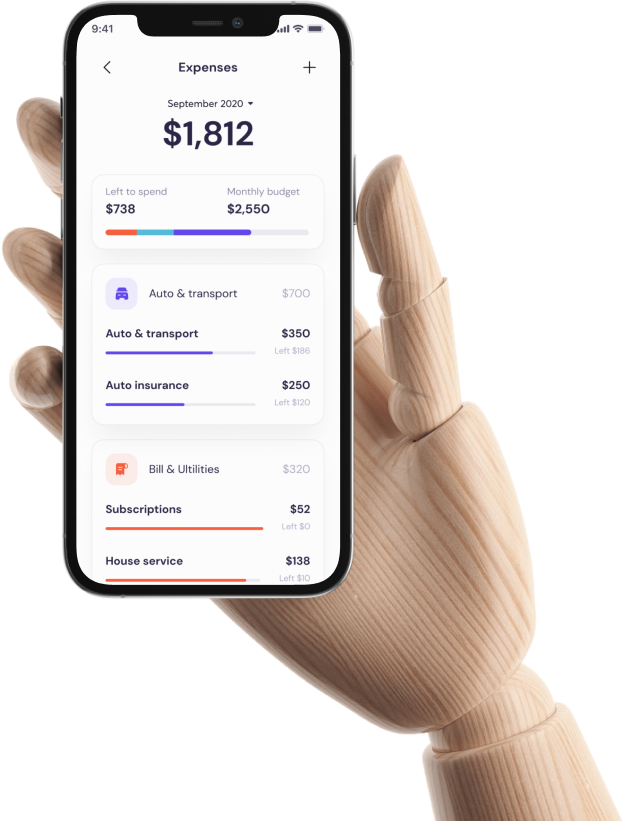 9:41
Expenses
September 2020
$1,812
Left to spend Monthly budget
$738 $2,550
Auto & transport $700
Auto & transport $350
Left $186
Auto insurance $250
Left $120
Bill & Ultilities $320
Subscriptions $52
Left $0
House service $138
Left $10